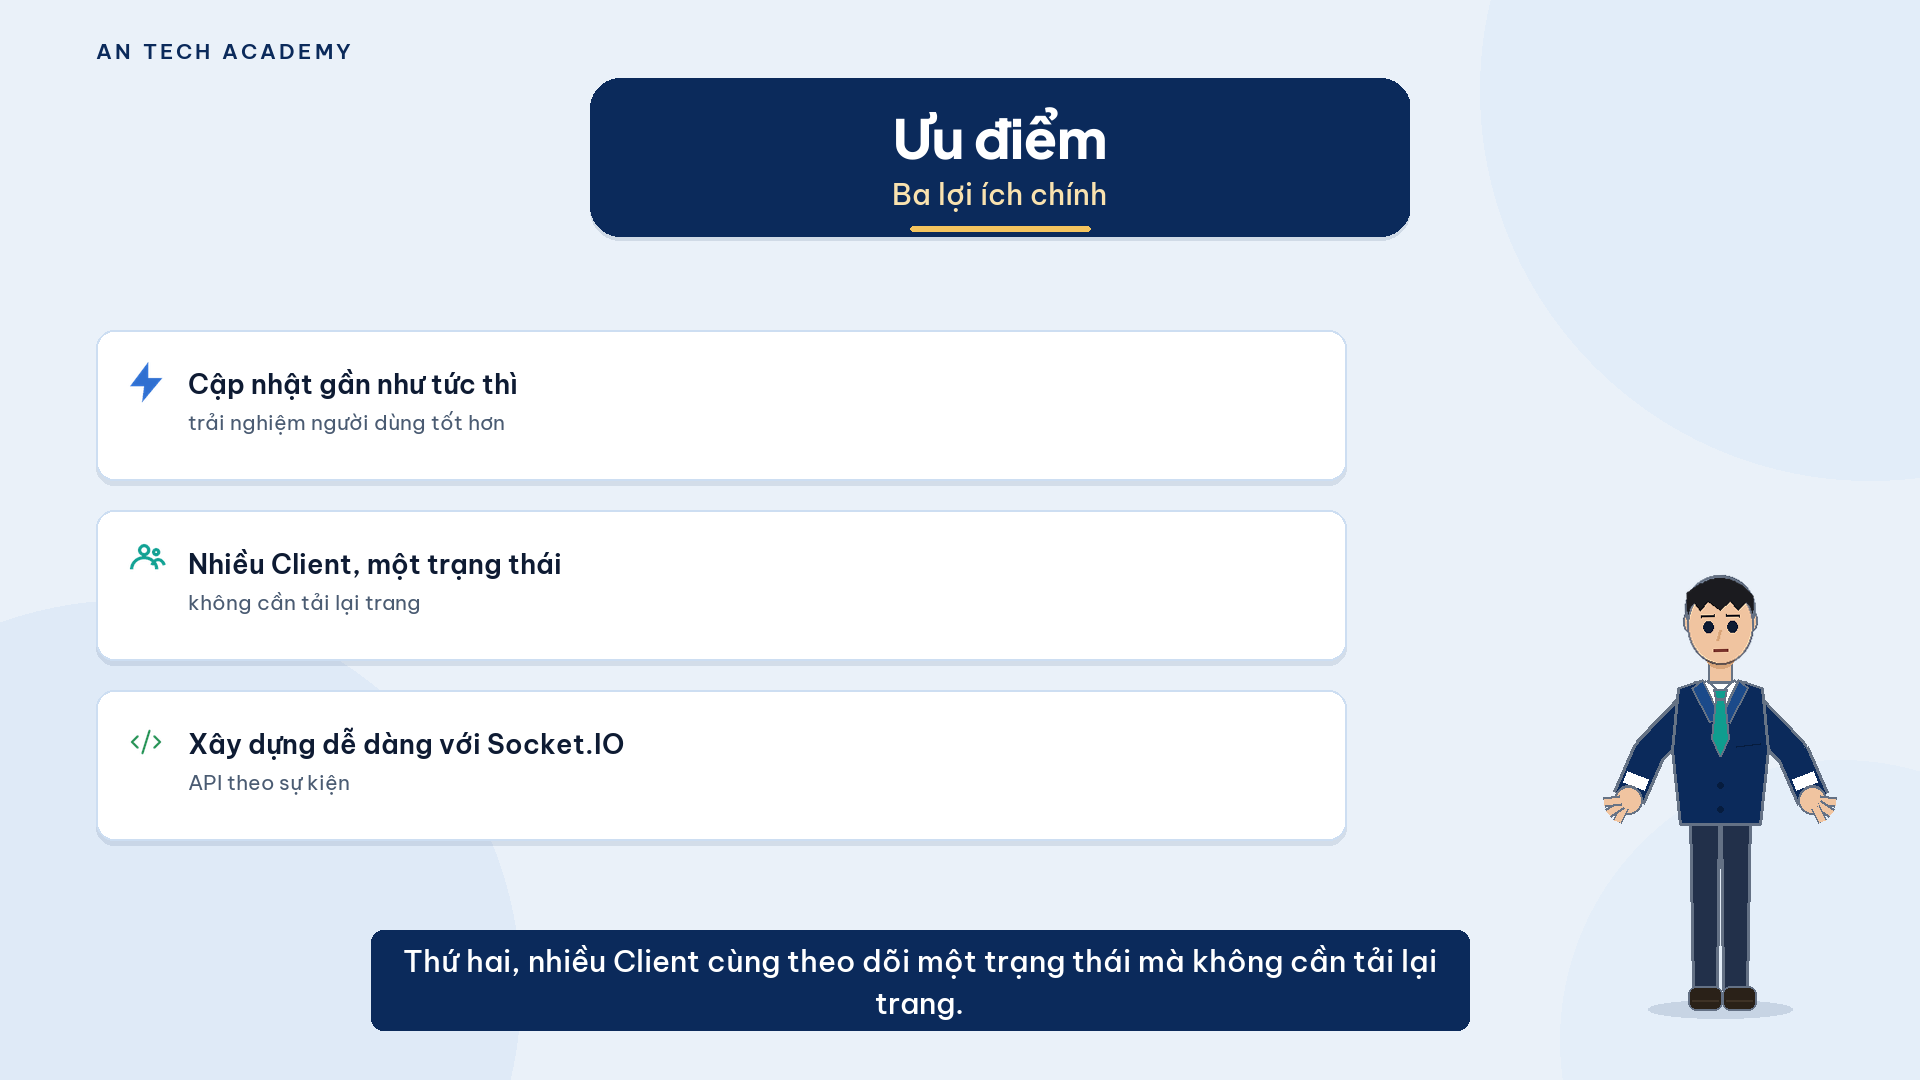 AN TECH ACADEMY
Ưu điểm
Ba lợi ích chính
Cập nhật gần như tức thì
trải nghiệm người dùng tốt hơn
Nhiều Client, một trạng thái
không cần tải lại trang
Xây dựng dễ dàng với Socket.IO
API theo sự kiện
Thứ hai, nhiều Client cùng theo dõi một trạng thái mà không cần tải lại
trang.